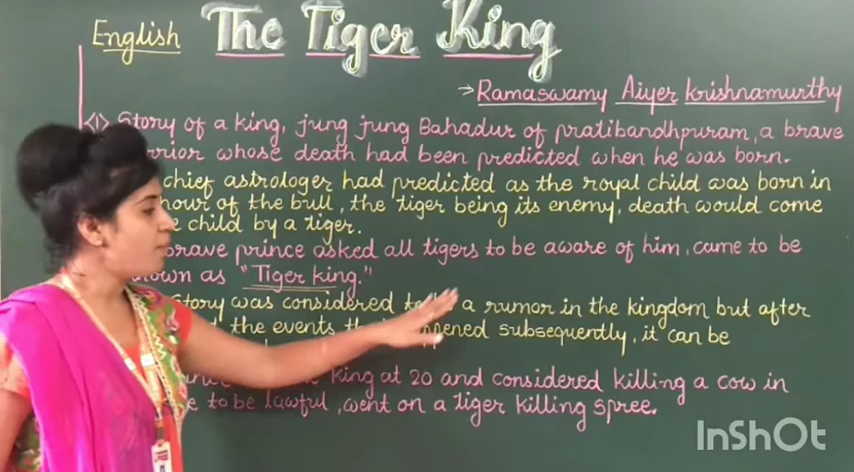 English The Tiger King
→ Ramaswamy Aiyer Krishnamurthy
<1> Story of a king, jung jung Bahadur of pratibandhpuram, a brave
whose death had been predicted when he was born.
chief astrologer had predicted as the royal child was born in
hour of the bull, the tiger being its enemy, death would come
child by a tiger.
brave prince asked all tigers to be aware of him, came to be
as "Tiger king."
Story was considered a rumor in the kingdom but after
the events subsequently, it can be
king at 20 and considered killing a cow in
to be lawful, went on a tiger killing spree.
InShOt